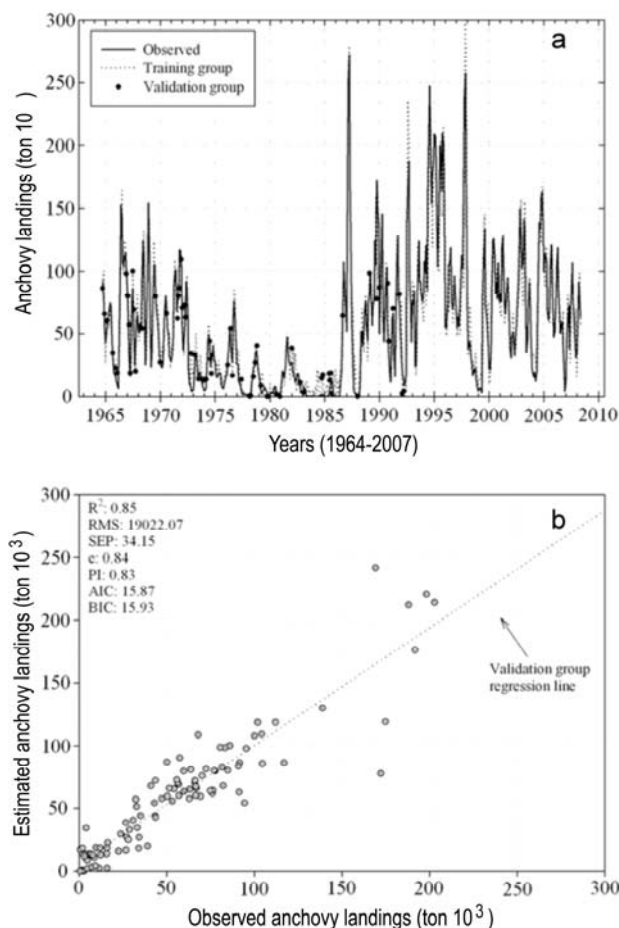 a
Observed
Training group
Validation group
Anchovy landings (ton 10
300
250
200
150
100
50
0
1965 1970 1975 1980 1985 1990 1995 2000 2005 2010
Years (1964-2007)
b
R2: 0.85
RMS: 19022.07
SEP: 34.15
e: 0.84
PI: 0.83
AIC: 15.87
BIC: 15.93
Validation group
regression line
Estimated anchovy landings (ton 10³)
300
250
200
150
100
50
0
0 50 100 150 200 300
Observed anchovy landings (ton 10³)